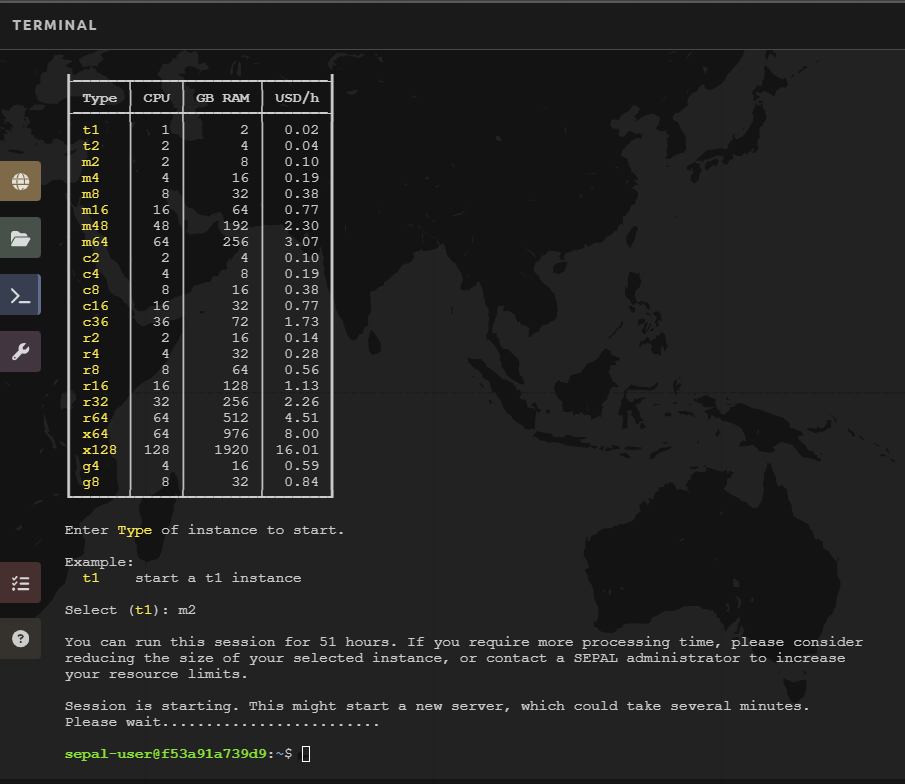 TERMINAL
Type CPU GB RAM USD/h
t1 1 2 0.02
t2 2 4 0.04
m2 2 8 0.10
m4 4 16 0.19
m8 8 32 0.38
m16 16 64 0.77
m48 48 192 2.30
m64 64 256 3.07
c2 2 4 0.10
c4 4 8 0.19
c8 8 16 0.38
c16 16 32 0.77
c36 36 72 1.73
r2 2 16 0.14
r4 4 32 0.28
r8 8 64 0.56
r16 16 128 1.13
r32 32 256 2.26
r64 64 512 4.51
x64 64 976 8.00
x128 128 1920 16.01
g4 4 16 0.59
g8 8 32 0.84
Enter Type of instance to start.
Example:
t1 start a t1 instance
Select (t1): m2
You can run this session for 51 hours. If you require more processing time, please consider
reducing the size of your selected instance, or contact a SEPAL administrator to increase
your resource limits.
Session is starting. This might start a new server, which could take several minutes.
Please wait.........................
sepal-user@f53a91a739d9:~$